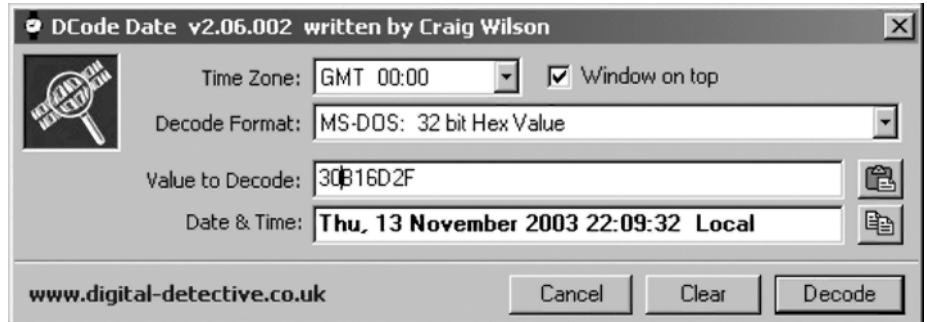 DCode Date v2.06.002 written by Craig Wilson
Time Zone: GMT 00:00 Window on top
Decode Format: MS-DOS: 32 bit Hex Value
Value to Decode: 30B16D2F
Date & Time: Thu, 13 November 2003 22:09:32 Local
www.digital-detective.co.uk Cancel Clear Decode